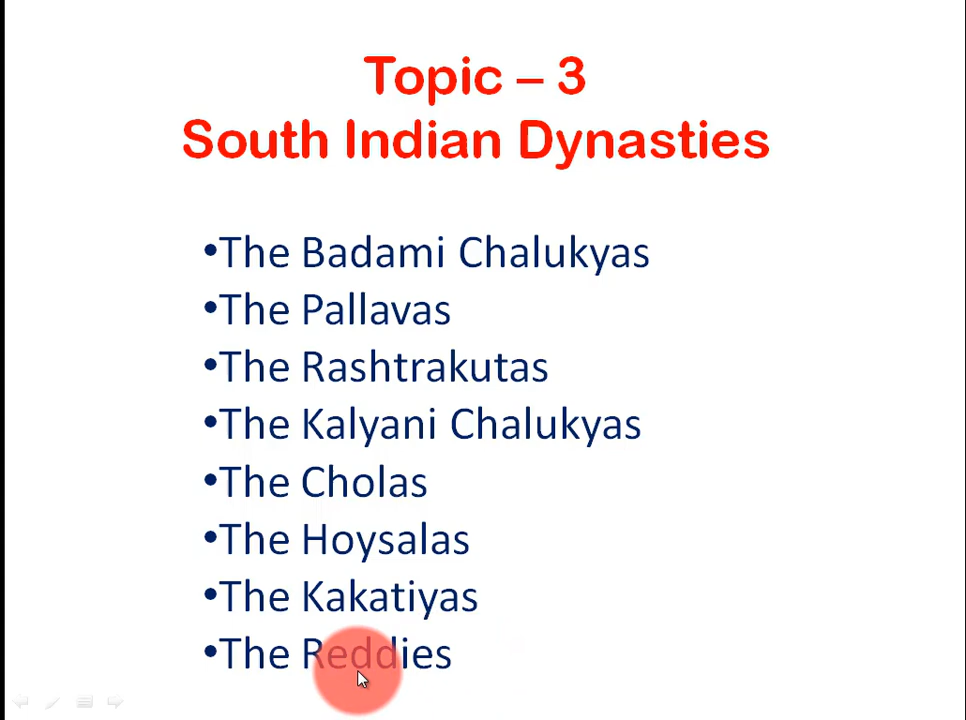 Topic – 3
South Indian Dynasties
•The Badami Chalukyas
•The Pallavas
•The Rashtrakutas
•The Kalyani Chalukyas
•The Cholas
•The Hoysalas
•The Kakatiyas
•The Reddies